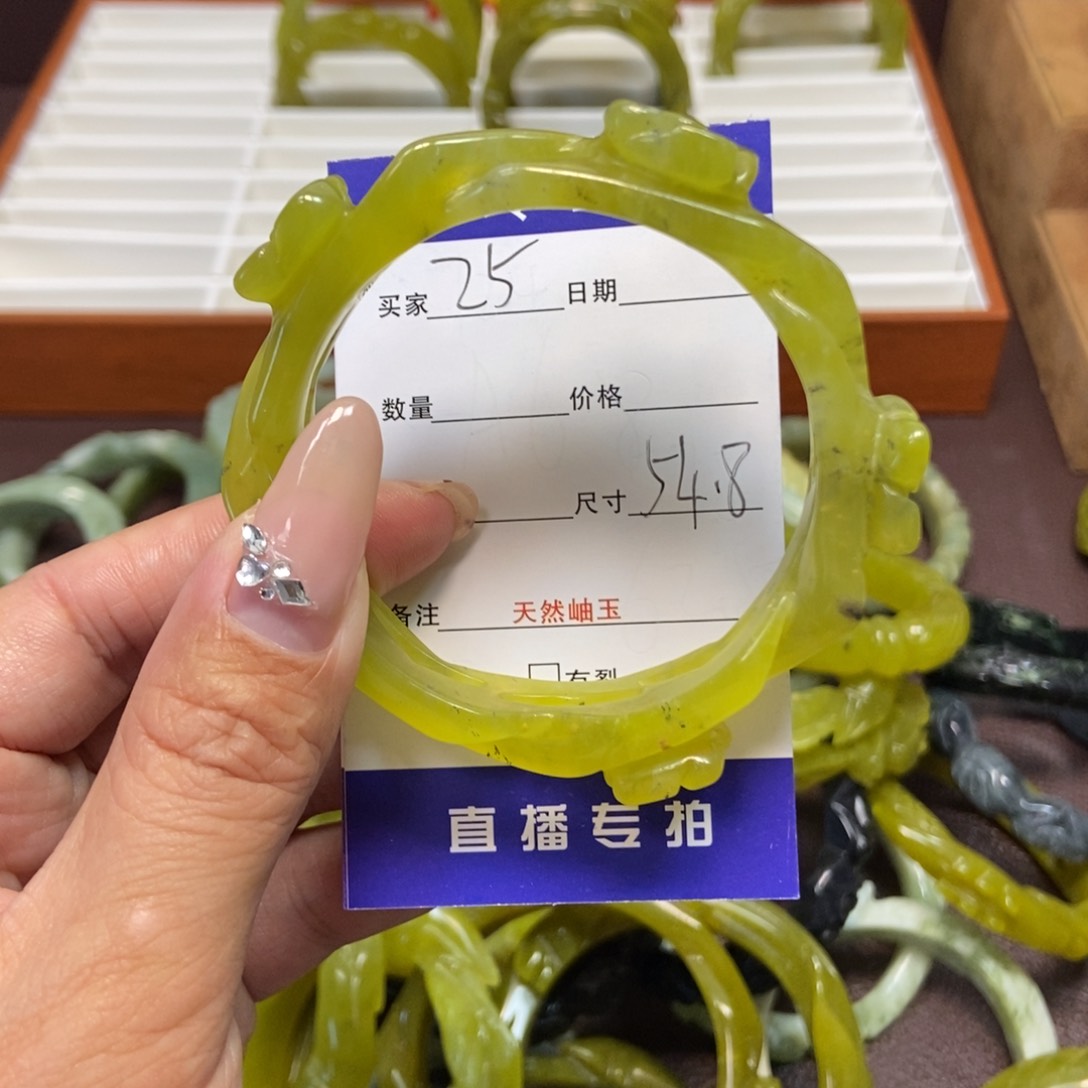 买家 25 日期
数量 价格
尺寸 54.8
备注 天然岫玉
有裂
直播专拍